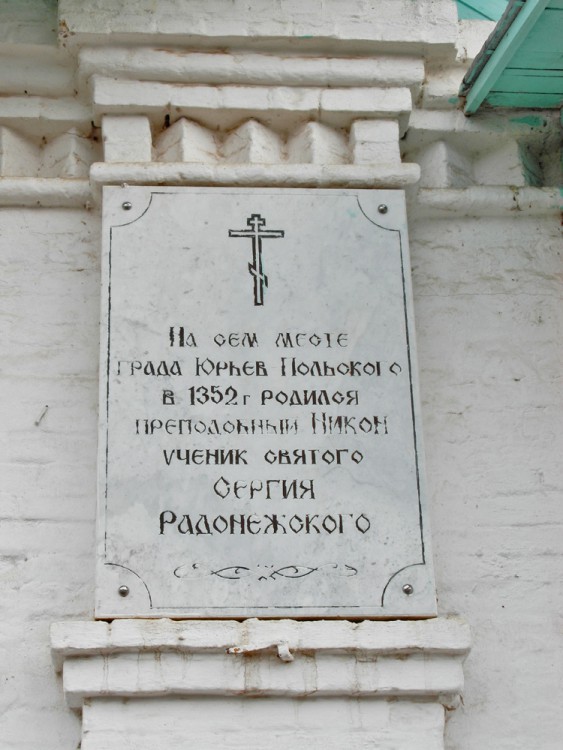 На сем месте
града Юрьев Польского
в 1352 г родился
преподобный Никон
ученик святого
Сергия
Радонежского